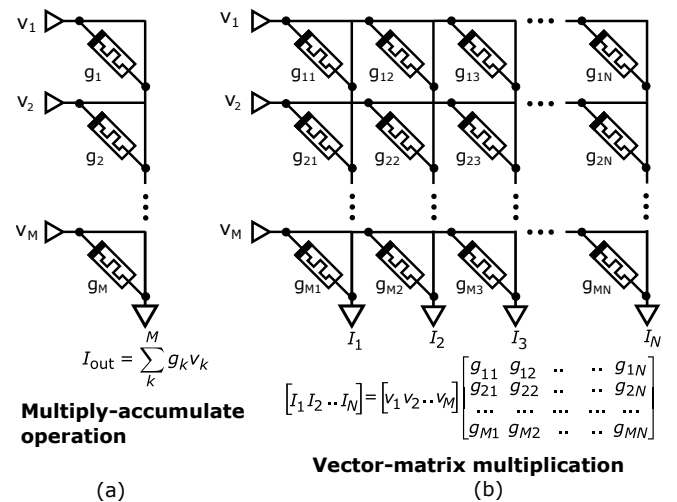 v1
g1
v2
g2
vM
gM
Iout = ∑ k M gkvk
Multiply-accumulate
operation
(a)
v1
g11 g12 g13 g1N
v2
g21 g22 g23 g2N
vM
gM1 gM2 gM3 gMN
I1 I2 I3 IN
[I1 I2 .. IN] = [v1 v2 .. vM]
g11 g12 .. .. g1N
g21 g22 .. .. g2N
... ... ... ... ...
gM1 gM2 .. .. gMN
Vector-matrix multiplication
(b)